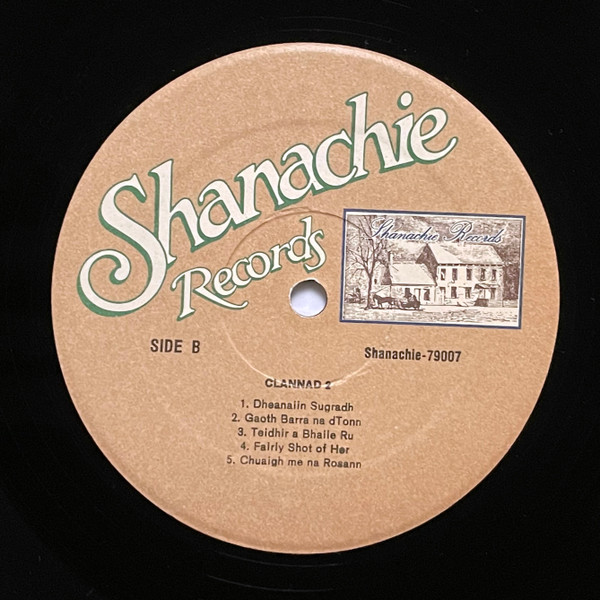 Shanachie
Records
Shanachie Records
SIDE B
Shanachie-79007
CLANNAD 2
1. Dheanaiin Sugradh
2. Gaoth Barra na dTonn
3. Teidhir a Bhaile Ru
4. Fairly Shot of Her
5. Chuaigh me na Rosann